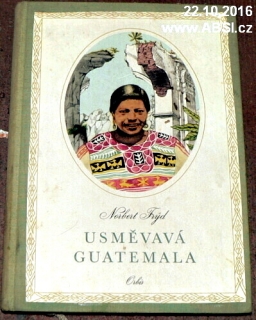 22.10.2016
www.ABSI.cz
Norbert Frýd
USMĚVAVÁ
GUATEMALA
Orbis